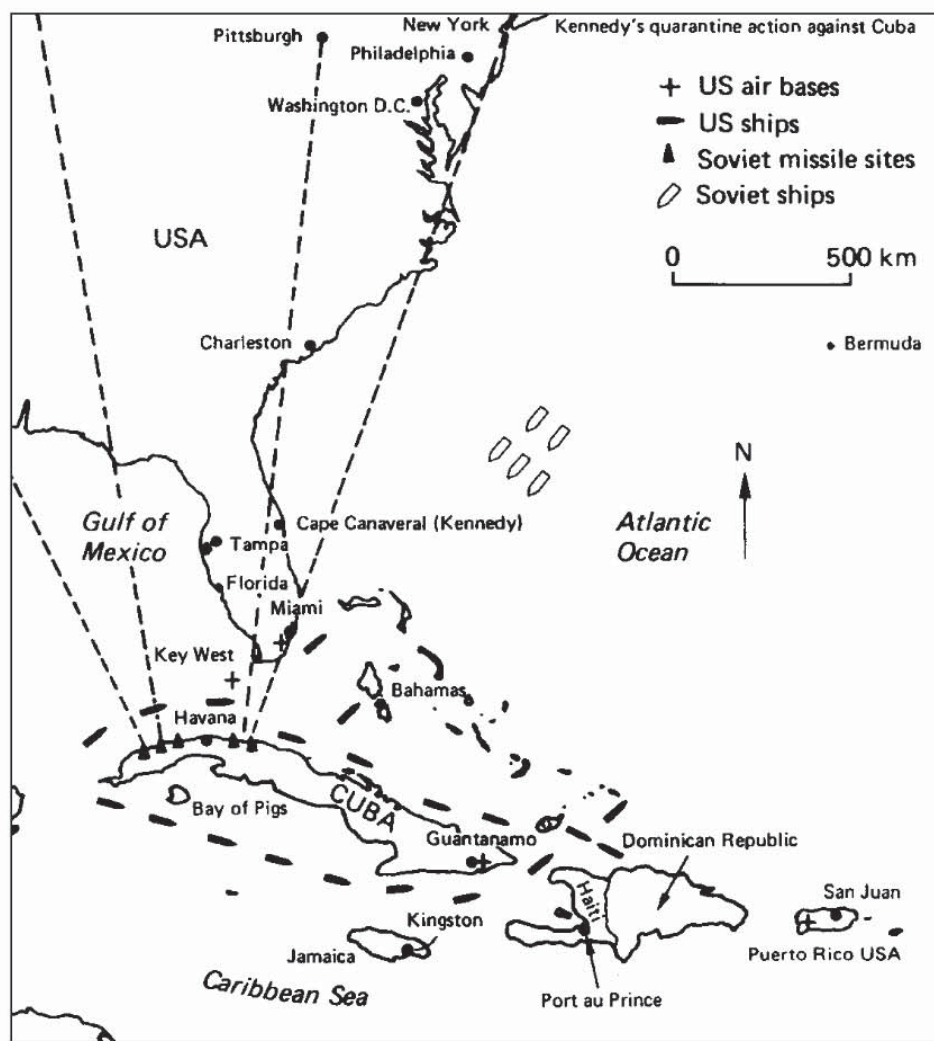 New York
Kennedy's quarantine action against Cuba
Pittsburgh
Philadelphia
Washington D.C.
US air bases
US ships
Soviet missile sites
Soviet ships
USA
0 500 km
Charleston
Bermuda
N
Cape Canaveral (Kennedy)
Gulf of
Mexico
Atlantic
Ocean
Tampa
Florida
Miami
Key West
Bahamas
Havana
CUBA
Bay of Pigs
Guantanamo
Dominican Republic
Haiti
San Juan
Kingston
Jamaica
Puerto Rico USA
Caribbean Sea
Port au Prince